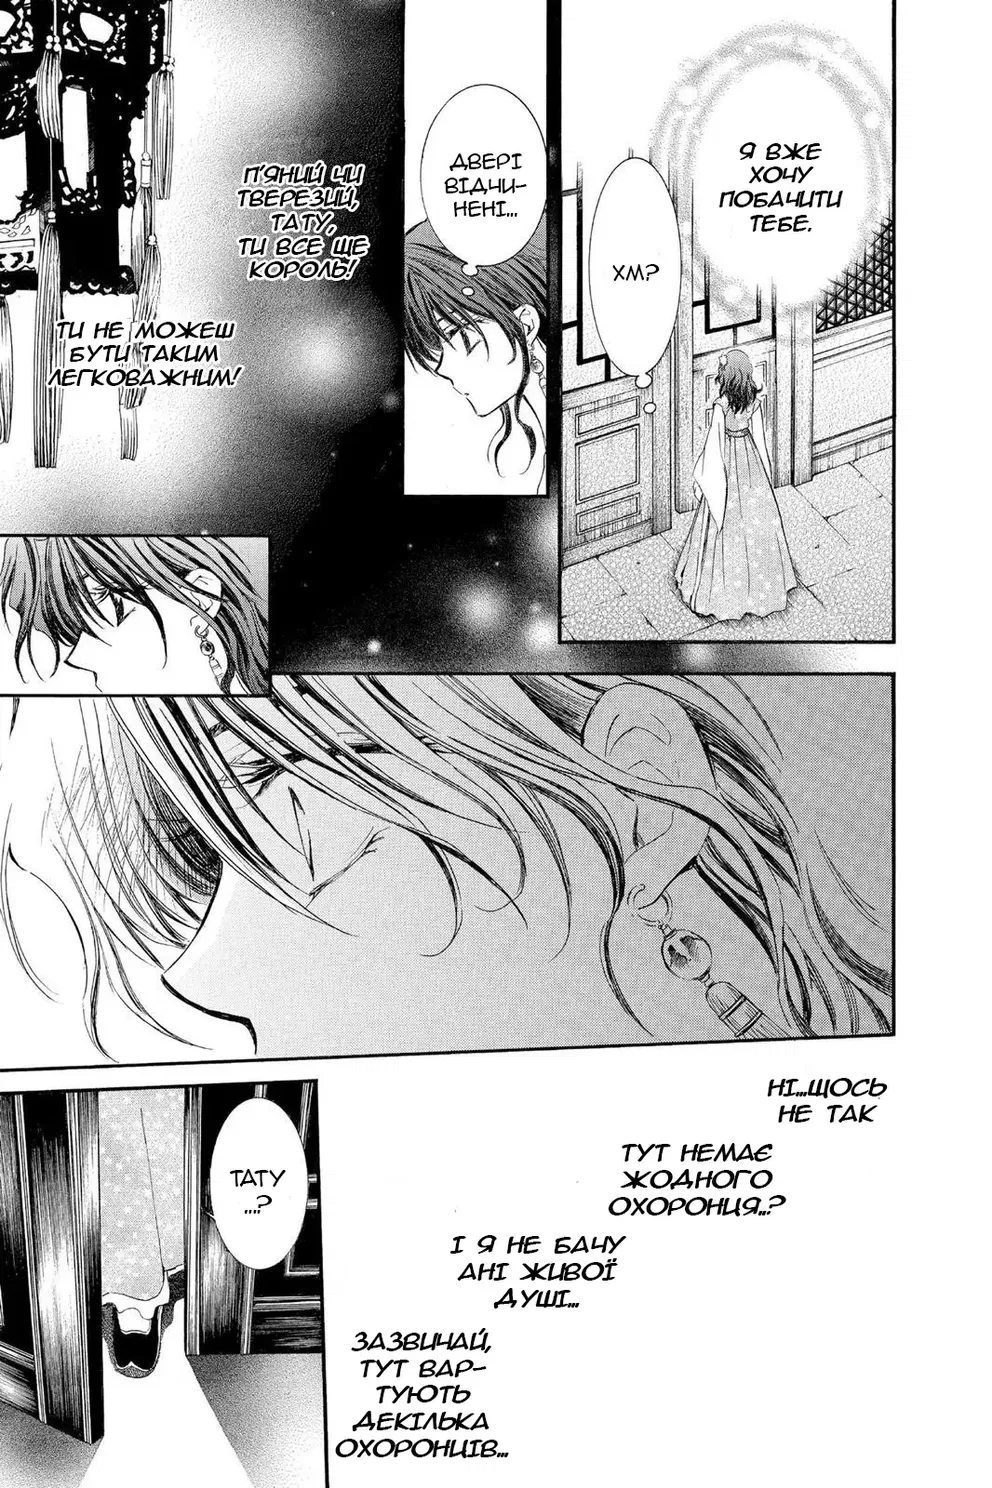 Я ВЖЕ
ХОЧУ
ПОБАЧИТИ
ТЕБЕ.
ХМ?
ДВЕРІ
ВІДЧИ-
НЕНІ...
П'ЯНИЙ ЧИ
ТВЕРЕЗИЙ,
ТАТУ,
ТИ ВСЕ ЩЕ
КОРОЛЬ!
ТИ НЕ МОЖЕШ
БУТИ ТАКИМ
ЛЕГКОВАЖНИМ!
НІ...ЩОСЬ
НЕ ТАК
ТУТ НЕМАЄ
ЖОДНОГО
ОХОРОНЦЯ..?
І Я НЕ БАЧУ
АНІ ЖИВОЇ
ДУШІ...
ЗАЗВИЧАЙ,
ТУТ ВАР-
ТУЮТЬ
ДЕКІЛЬКА
ОХОРОНЦІВ...
ТАТУ
...?